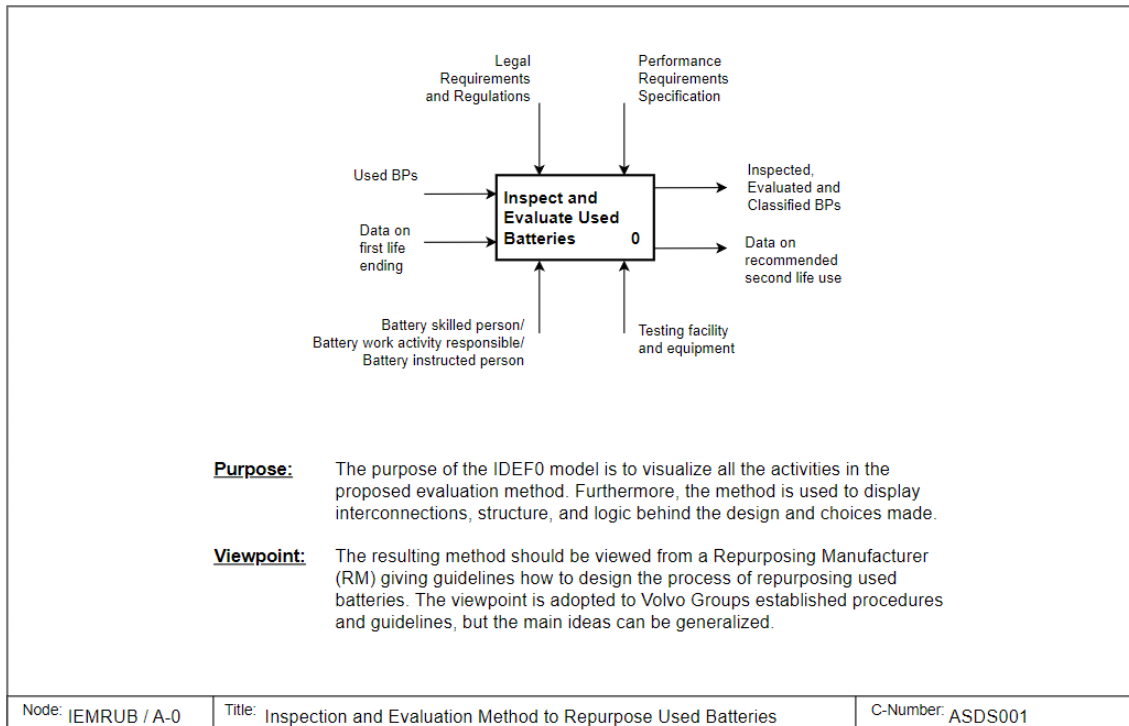 Legal
Requirements
and Regulations
Performance
Requirements
Specification
Used BPs
Data on
first life
ending
Inspect and
Evaluate Used
Batteries 0
Inspected,
Evaluated and
Classified BPs
Data on
recommended
second life use
Battery skilled person/
Battery work activity responsible/
Battery instructed person
Testing facility
and equipment
Purpose: The purpose of the IDEF0 model is to visualize all the activities in the
proposed evaluation method. Furthermore, the method is used to display
interconnections, structure, and logic behind the design and choices made.
Viewpoint: The resulting method should be viewed from a Repurposing Manufacturer
(RM) giving guidelines how to design the process of repurposing used
batteries. The viewpoint is adopted to Volvo Groups established procedures
and guidelines, but the main ideas can be generalized.
Node: IEMRUB / A-0 Title: Inspection and Evaluation Method to Repurpose Used Batteries C-Number: ASDS001